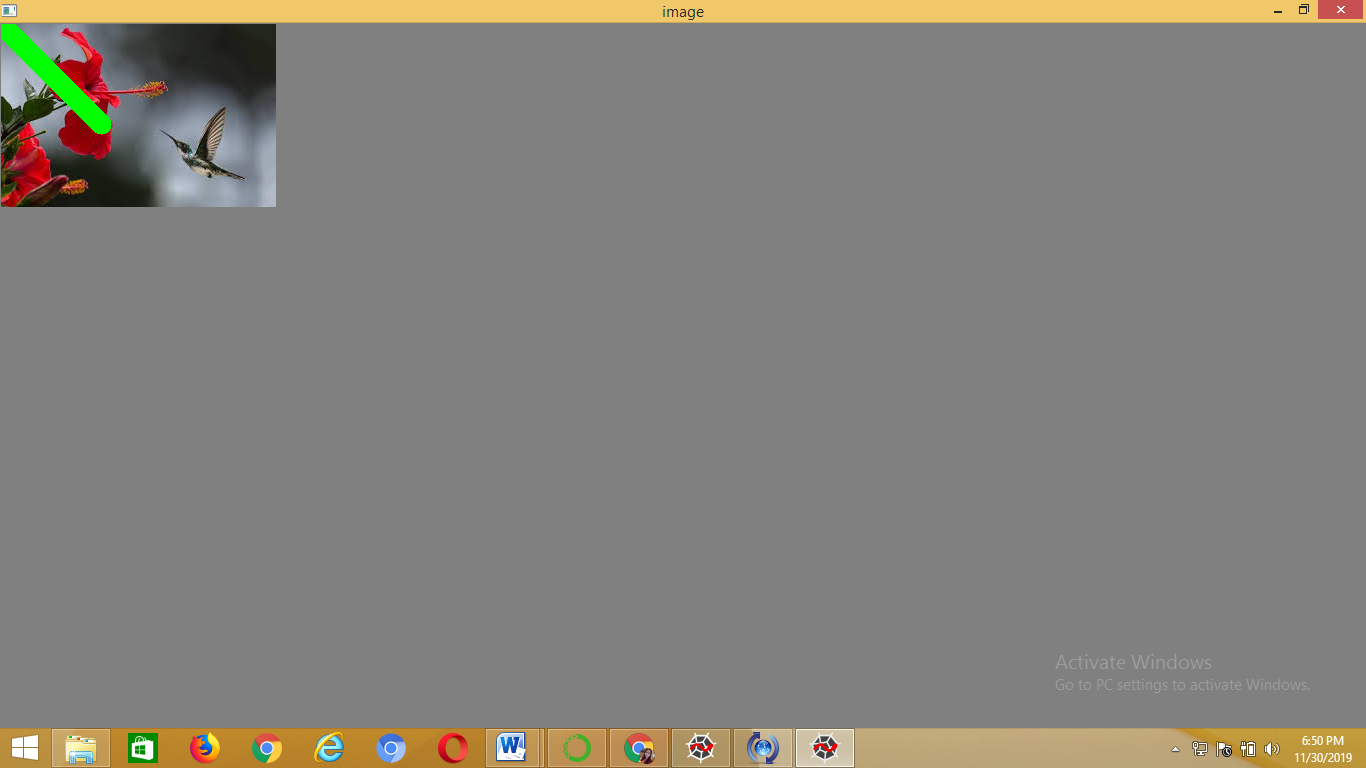 image
Activate Windows
Go to PC settings to activate Windows.
6:50 PM
11/30/2019